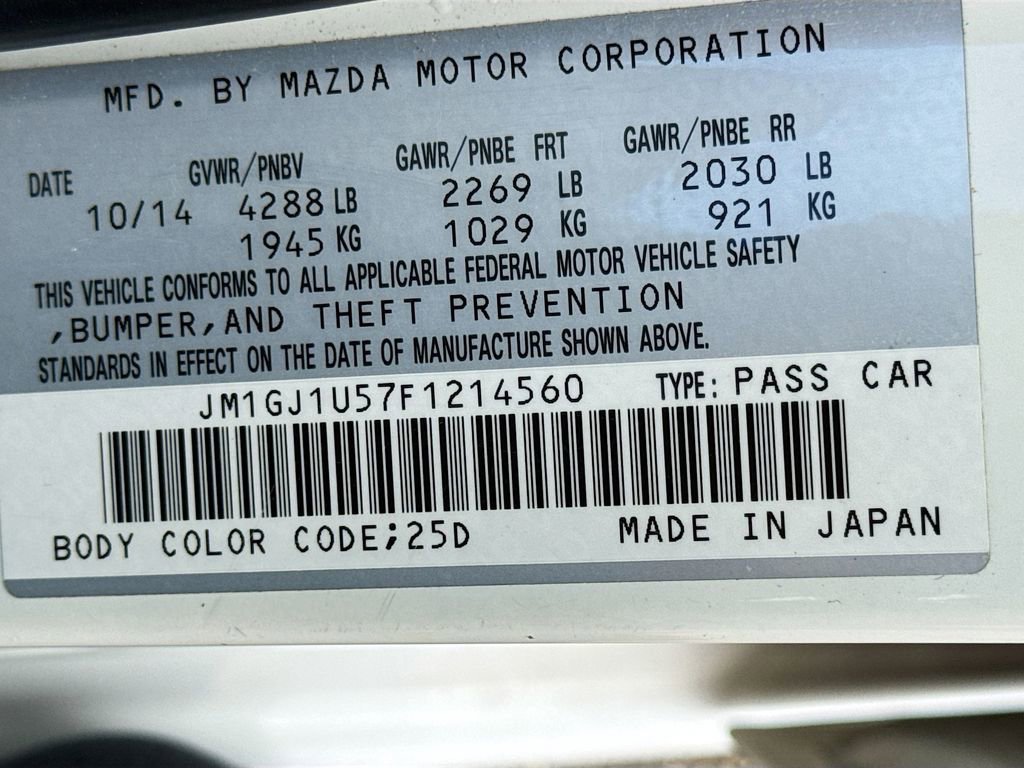 MFD. BY MAZDA MOTOR CORPORATION
DATE GVWR/PNBV GAWR/PNBE FRT GAWR/PNBE RR
10/14 4288 LB 2269 LB 2030 LB
1945 KG 1029 KG 921 KG
THIS VEHICLE CONFORMS TO ALL APPLICABLE FEDERAL MOTOR VEHICLE SAFETY
,BUMPER,AND THEFT PREVENTION
STANDARDS IN EFFECT ON THE DATE OF MANUFACTURE SHOWN ABOVE.
JM1GJ1U57F1214560 TYPE: PASS CAR
BODY COLOR CODE;25D MADE IN JAPAN